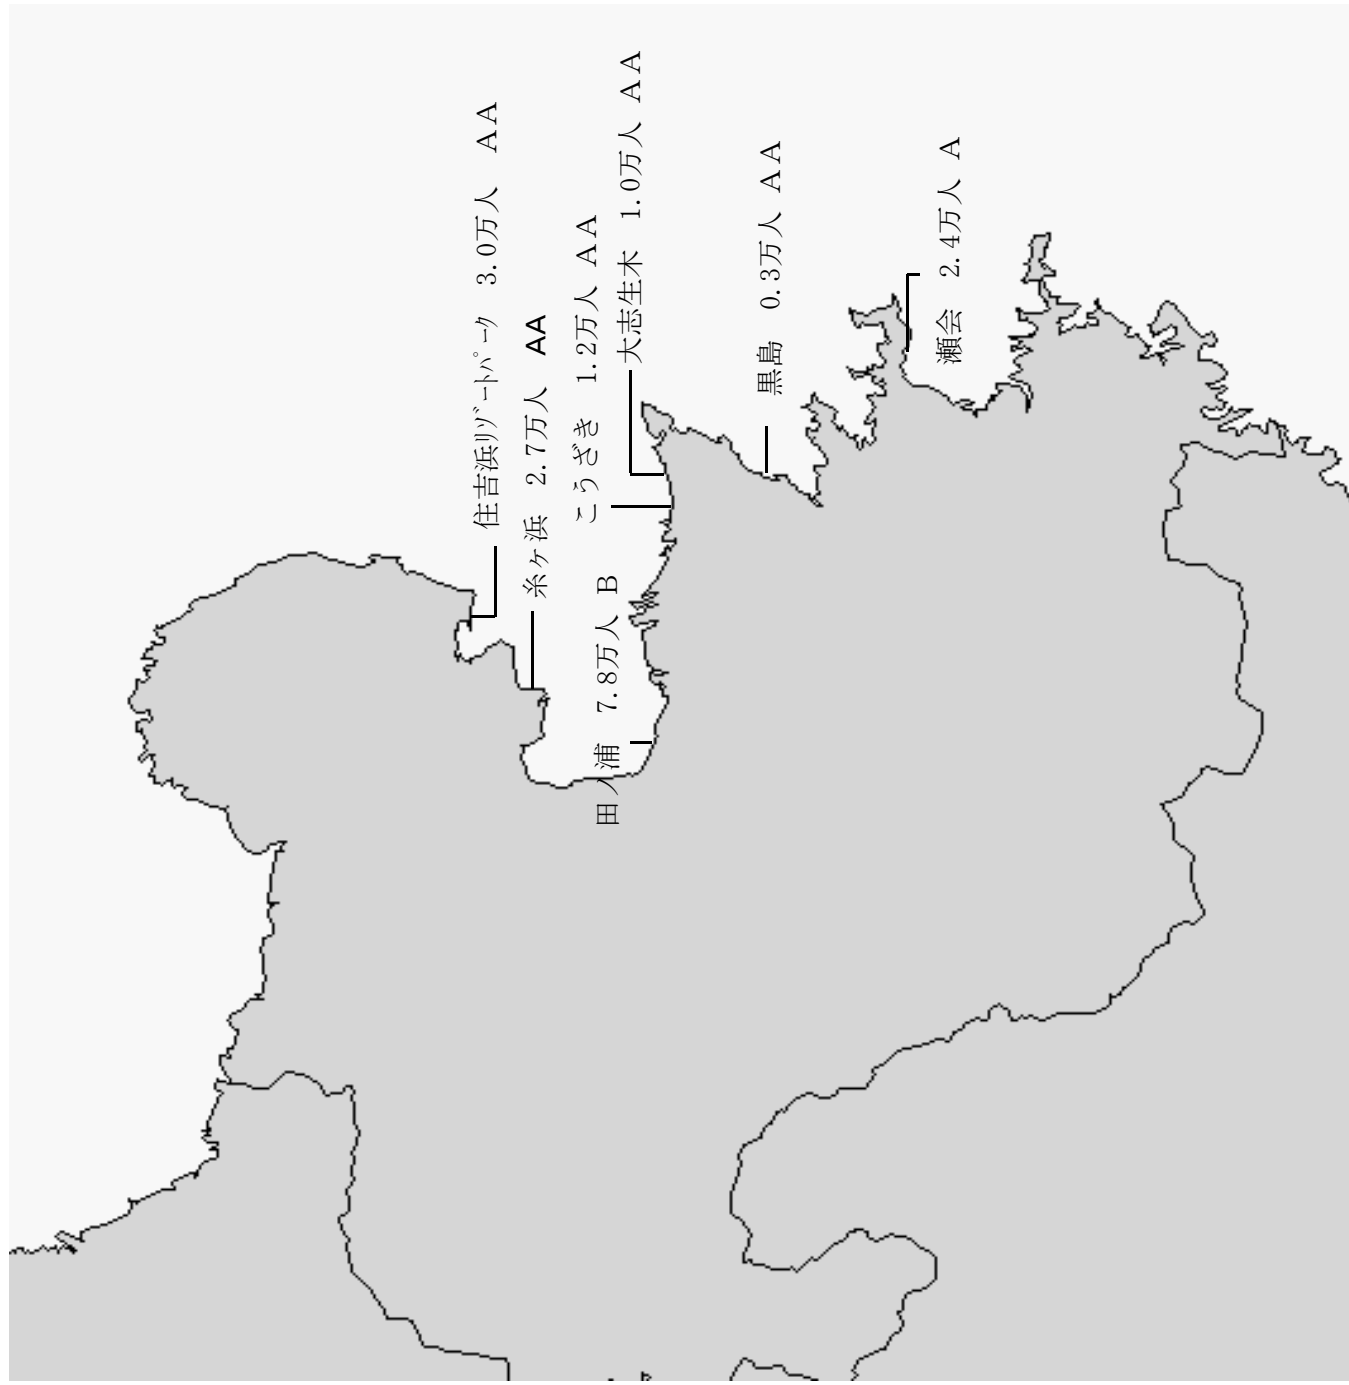 住吉浜リゾートパーク 3.0万人 AA
糸ヶ浜 2.7万人 AA
こうざき 1.2万人 AA
大志生木 1.0万人 AA
田ノ浦 7.8万人 B
黒島 0.3万人 AA
瀬会 2.4万人 A